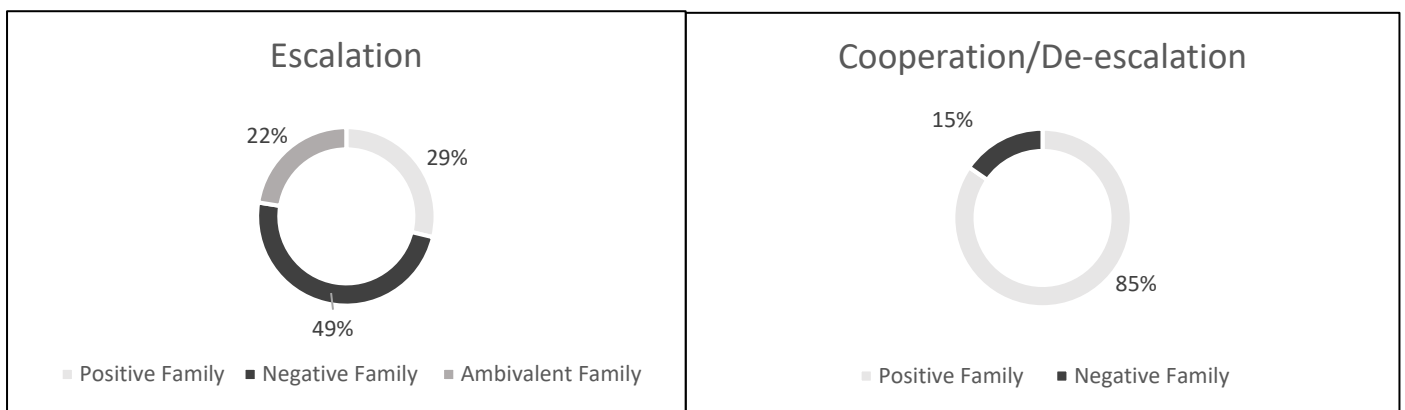 Escalation
22%
29%
49%
Positive Family Negative Family Ambivalent Family
Cooperation/De-escalation
15%
85%
Positive Family Negative Family